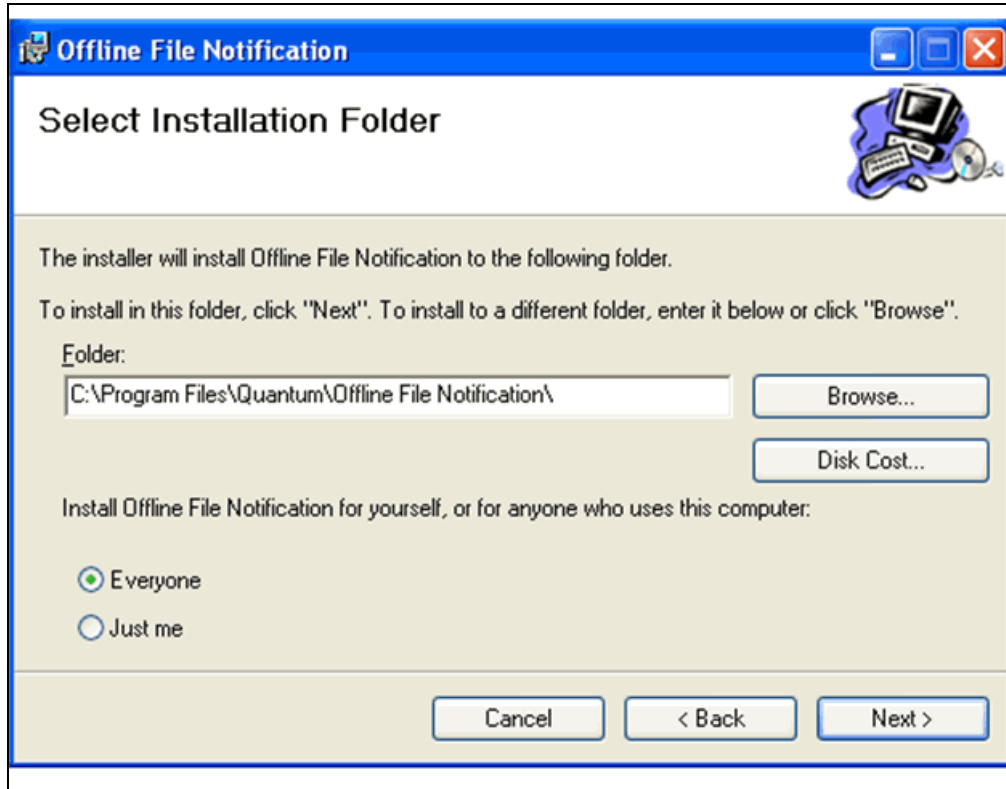 Offline File Notification
Select Installation Folder
The installer will install Offline File Notification to the following folder.
To install in this folder, click "Next". To install to a different folder, enter it below or click "Browse".
Folder:
C:\Program Files\Quantum\Offline File Notification\
Browse...
Disk Cost...
Install Offline File Notification for yourself, or for anyone who uses this computer:
Everyone
Just me
Cancel
< Back
Next >